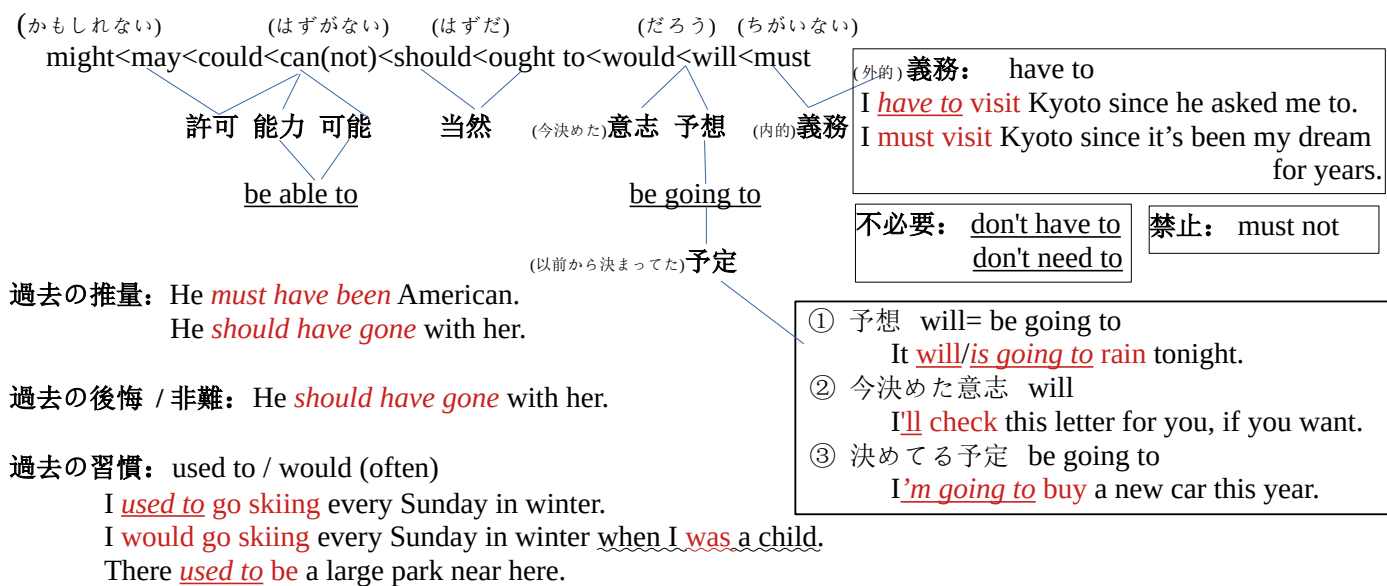 (かもしれない) (はずがない) (はずだ) (だろう) (ちがいない)
might<may<could<can(not)<should<ought to<would<will<must
許可 能力 可能 当然 (今決めた)意志 予想 (内的)義務
be able to be going to
(以前から決まってた)予定
(外的)義務： have to
I have to visit Kyoto since he asked me to.
I must visit Kyoto since it's been my dream
for years.
不必要： don't have to
don't need to
禁止： must not
過去の推量：He must have been American.
He should have gone with her.
過去の後悔 / 非難：He should have gone with her.
過去の習慣：used to / would (often)
I used to go skiing every Sunday in winter.
I would go skiing every Sunday in winter when I was a child.
There used to be a large park near here.
① 予想 will= be going to
It will/is going to rain tonight.
② 今決めた意志 will
I'll check this letter for you, if you want.
③ 決めてる予定 be going to
I'm going to buy a new car this year.